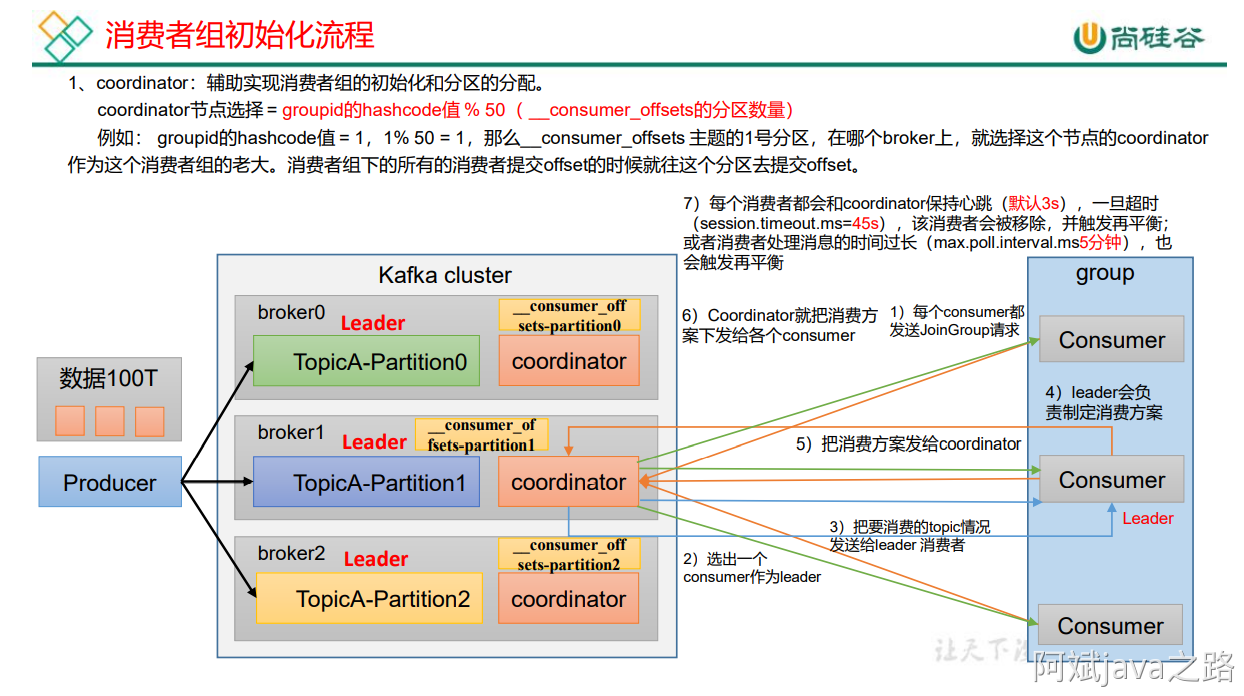 消费者组初始化流程
尚硅谷
1、coordinator：辅助实现消费者组的初始化和分区的分配。
coordinator节点选择 = groupid的hashcode值 % 50（ __consumer_offsets的分区数量）
例如： groupid的hashcode值 = 1，1% 50 = 1，那么__consumer_offsets 主题的1号分区，在哪个broker上，就选择这个节点的coordinator
作为这个消费者组的老大。消费者组下的所有的消费者提交offset的时候就往这个分区去提交offset。
7）每个消费者都会和coordinator保持心跳（默认3s），一旦超时
（session.timeout.ms=45s），该消费者会被移除，并触发再平衡；
或者消费者处理消息的时间过长（max.poll.interval.ms5分钟），也
会触发再平衡
Kafka cluster
group
broker0
Leader
__consumer_off
sets-partition0
TopicA-Partition0
coordinator
6）Coordinator就把消费方
案下发给各个consumer
1）每个consumer都
发送JoinGroup请求
Consumer
数据100T
4）leader会负
责制定消费方案
broker1
Leader
__consumer_of
fsets-partition1
5）把消费方案发给coordinator
Producer
TopicA-Partition1
coordinator
Consumer
Leader
3）把要消费的topic情况
发送给leader 消费者
broker2
Leader
__consumer_off
sets-partition2
2）选出一个
consumer作为leader
TopicA-Partition2
coordinator
Consumer
让天下
阿斌java之路